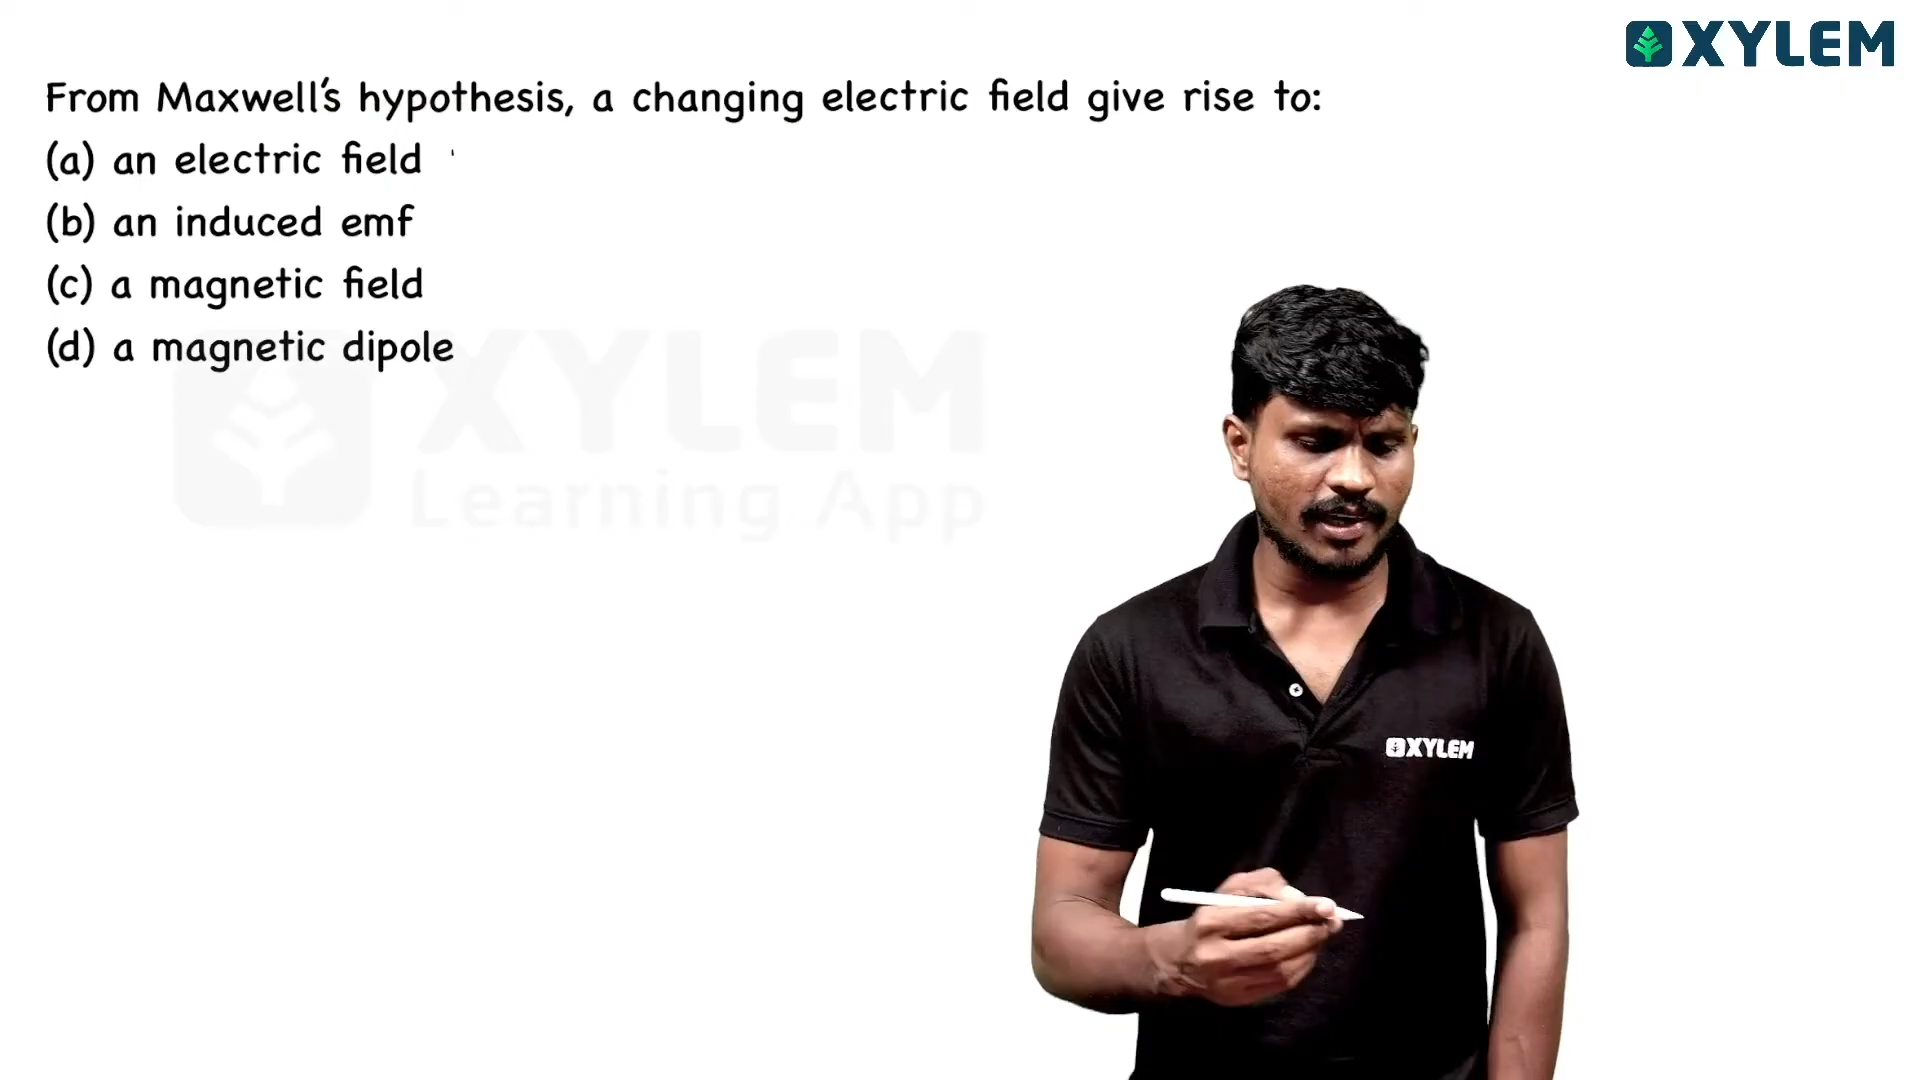 XYLEM
From Maxwell's hypothesis, a changing electric field give rise to:
(a) an electric field
(b) an induced emf
(c) a magnetic field
(d) a magnetic dipole
XYLEM
Learning App
XYLEM